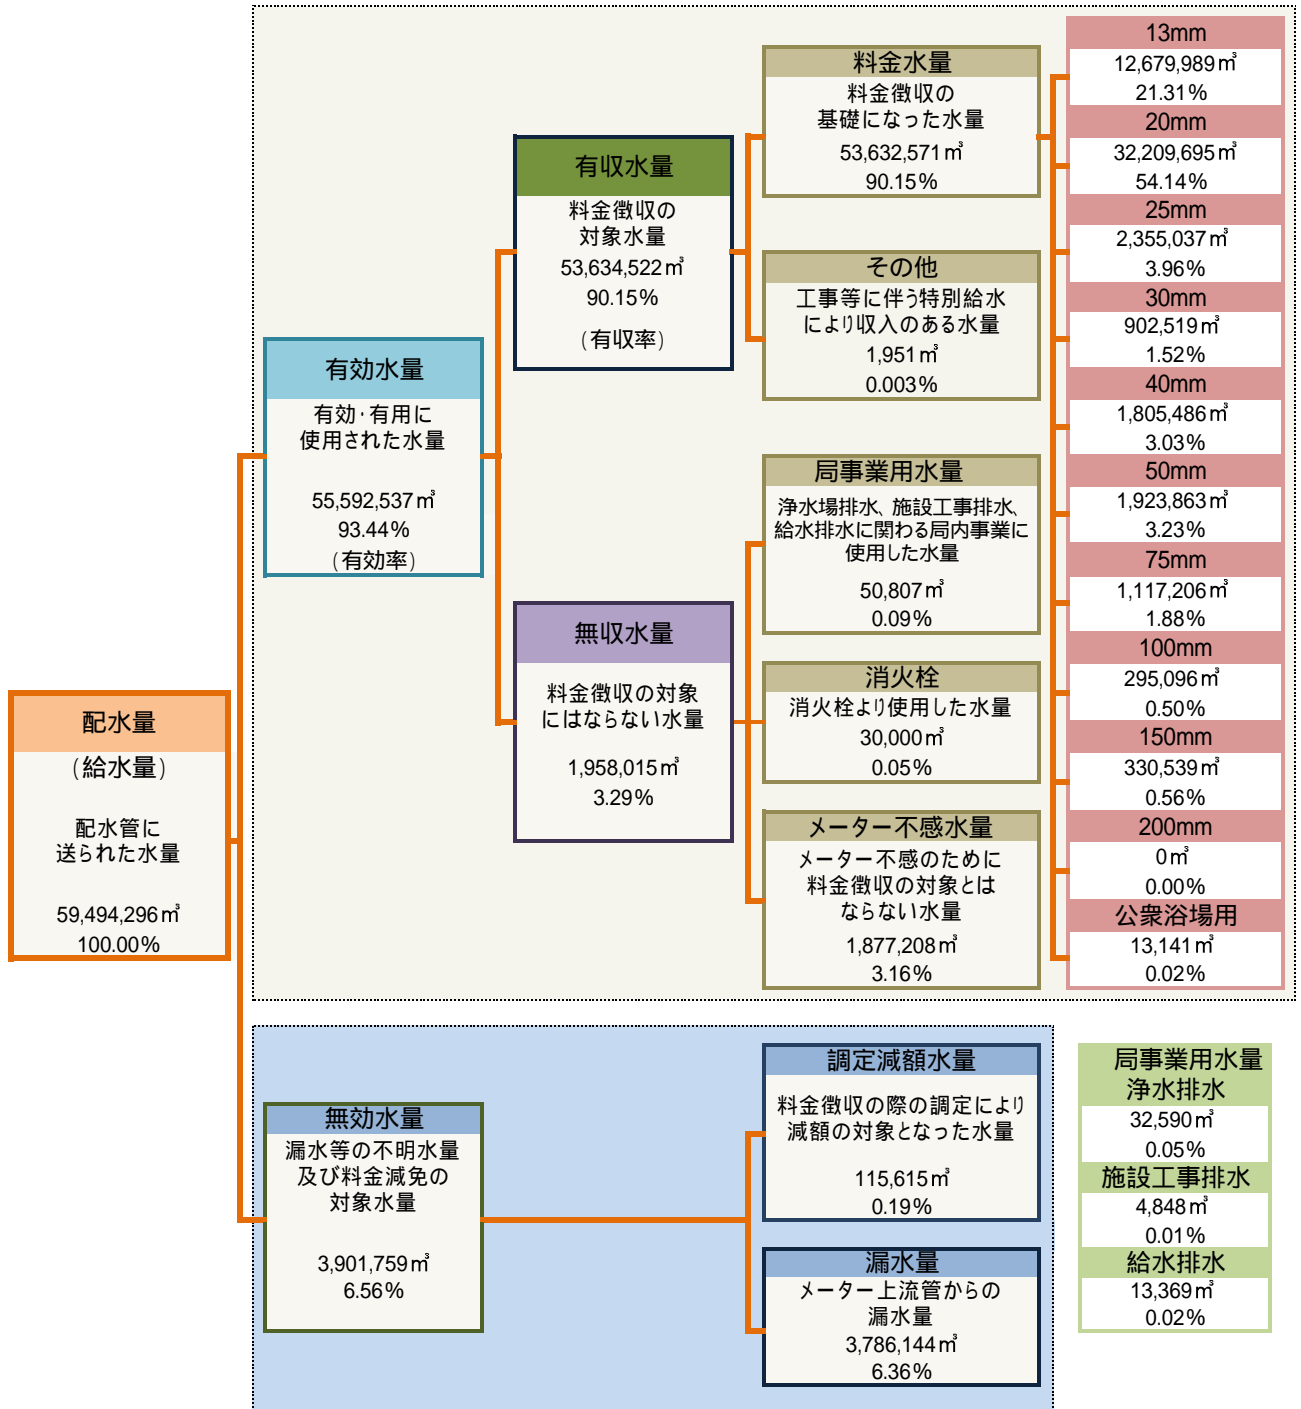 配水量
（給水量）
配水管に
送られた水量
59,494,296㎥
100.00%
有効水量
有効・有用に
使用された水量
55,592,537㎥
93.44%
（有効率）
有収水量
料金徴収の
対象水量
53,634,522㎥
90.15%
（有収率）
料金水量
料金徴収の
基礎になった水量
53,632,571㎥
90.15%
13mm
12,679,989㎥
21.31%
20mm
32,209,695㎥
54.14%
25mm
2,355,037㎥
3.96%
30mm
902,519㎥
1.52%
40mm
1,805,486㎥
3.03%
50mm
1,923,863㎥
3.23%
75mm
1,117,206㎥
1.88%
100mm
295,096㎥
0.50%
150mm
330,539㎥
0.56%
200mm
0㎥
0.00%
公衆浴場用
13,141㎥
0.02%
その他
工事等に伴う特別給水
により収入のある水量
1,951㎥
0.003%
無収水量
料金徴収の対象
にはならない水量
1,958,015㎥
3.29%
局事業用水量
浄水場排水、施設工事排水、
給水排水に関わる局内事業に
使用した水量
50,807㎥
0.09%
消火栓
消火栓より使用した水量
30,000㎥
0.05%
メーター不感水量
メーター不感のために
料金徴収の対象とは
ならない水量
1,877,208㎥
3.16%
無効水量
漏水等の不明水量
及び料金減免の
対象水量
3,901,759㎥
6.56%
調定減額水量
料金徴収の際の調定により
減額の対象となった水量
115,615㎥
0.19%
漏水量
メーター上流管からの
漏水量
3,786,144㎥
6.36%
局事業用水量
浄水排水
32,590㎥
0.05%
施設工事排水
4,848㎥
0.01%
給水排水
13,369㎥
0.02%